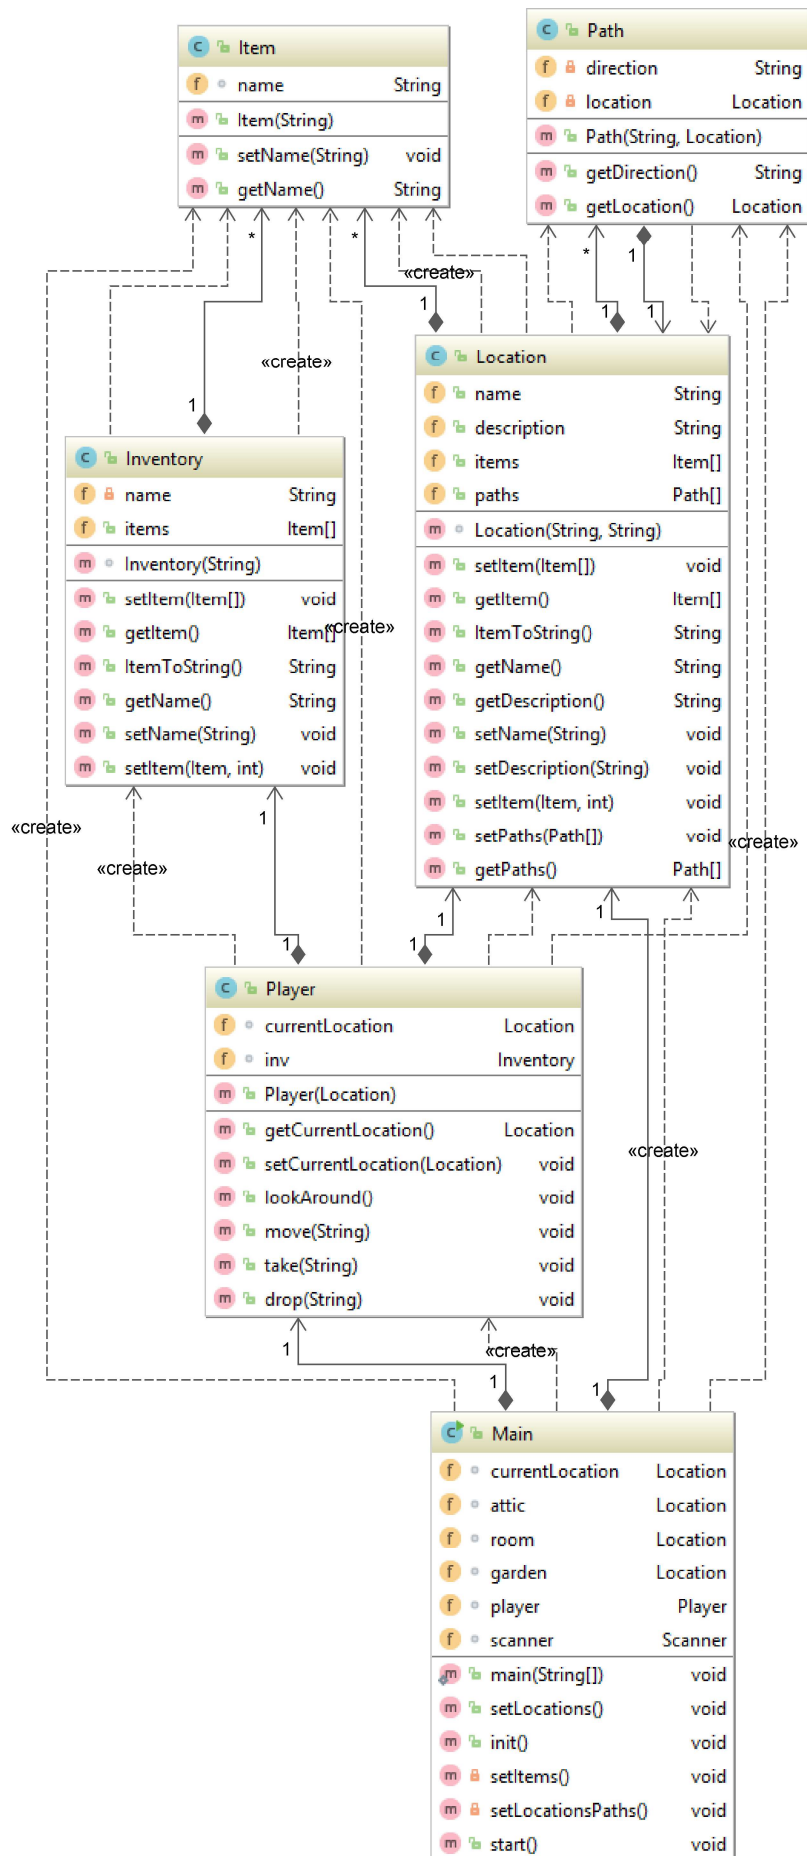 Item
name String
Item(String)
setName(String) void
getName() String
Path
direction String
location Location
Path(String, Location)
getDirection() String
getLocation() Location
*
*
«create»
1
*
1
1
1
«create»
1
Location
name String
description String
items Item[]
paths Path[]
Location(String, String)
setItem(Item[]) void
getItem() Item[]
ItemToString() String
getName() String
getDescription() String
setName(String) void
setDescription(String) void
setItem(Item, int) void
setPaths(Path[]) void
getPaths() Path[]
Inventory
name String
items Item[]
Inventory(String)
setItem(Item[]) void
getItem() Item[]
ItemToString() String
getName() String
setName(String) void
setItem(Item, int) void
«create»
«create»
«create»
«create»
1
1
1
1
1
Player
currentLocation Location
inv Inventory
Player(Location)
getCurrentLocation() Location
setCurrentLocation(Location) void
lookAround() void
move(String) void
take(String) void
drop(String) void
«create»
1
«create»
1
1
Main
currentLocation Location
attic Location
room Location
garden Location
player Player
scanner Scanner
main(String[]) void
setLocations() void
init() void
setItems() void
setLocationsPaths() void
start() void